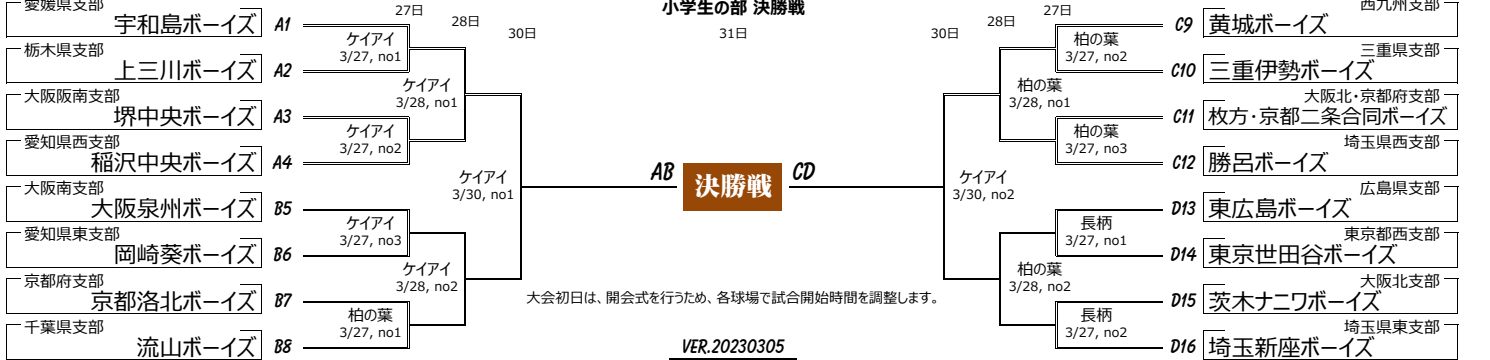 小学生の部 決勝戦
27日
28日
30日
31日
30日
28日
27日
愛媛県支部
宇和島ボーイズ A1
栃木県支部
上三川ボーイズ A2
大阪阪南支部
堺中央ボーイズ A3
愛知県西支部
稲沢中央ボーイズ A4
大阪南支部
大阪泉州ボーイズ B5
愛知県東支部
岡崎葵ボーイズ B6
京都府支部
京都洛北ボーイズ B7
千葉県支部
流山ボーイズ B8
ケイアイ
3/27, no1
ケイアイ
3/27, no2
ケイアイ
3/27, no3
柏の葉
3/27, no1
ケイアイ
3/28, no1
ケイアイ
3/28, no2
ケイアイ
3/30, no1
AB 決勝戦 CD
大会初日は、開会式を行うため、各球場で試合開始時間を調整します。
VER.20230305
ケイアイ
3/30, no2
柏の葉
3/28, no1
柏の葉
3/28, no2
柏の葉
3/27, no2
柏の葉
3/27, no3
長柄
3/27, no1
長柄
3/27, no2
西九州支部
C9 黄城ボーイズ
三重県支部
C10 三重伊勢ボーイズ
大阪北・京都府支部
C11 枚方・京都二条合同ボーイズ
埼玉県西支部
C12 勝呂ボーイズ
広島県支部
D13 東広島ボーイズ
東京都西支部
D14 東京世田谷ボーイズ
大阪北支部
D15 茨木ナニワボーイズ
埼玉県東支部
D16 埼玉新座ボーイズ